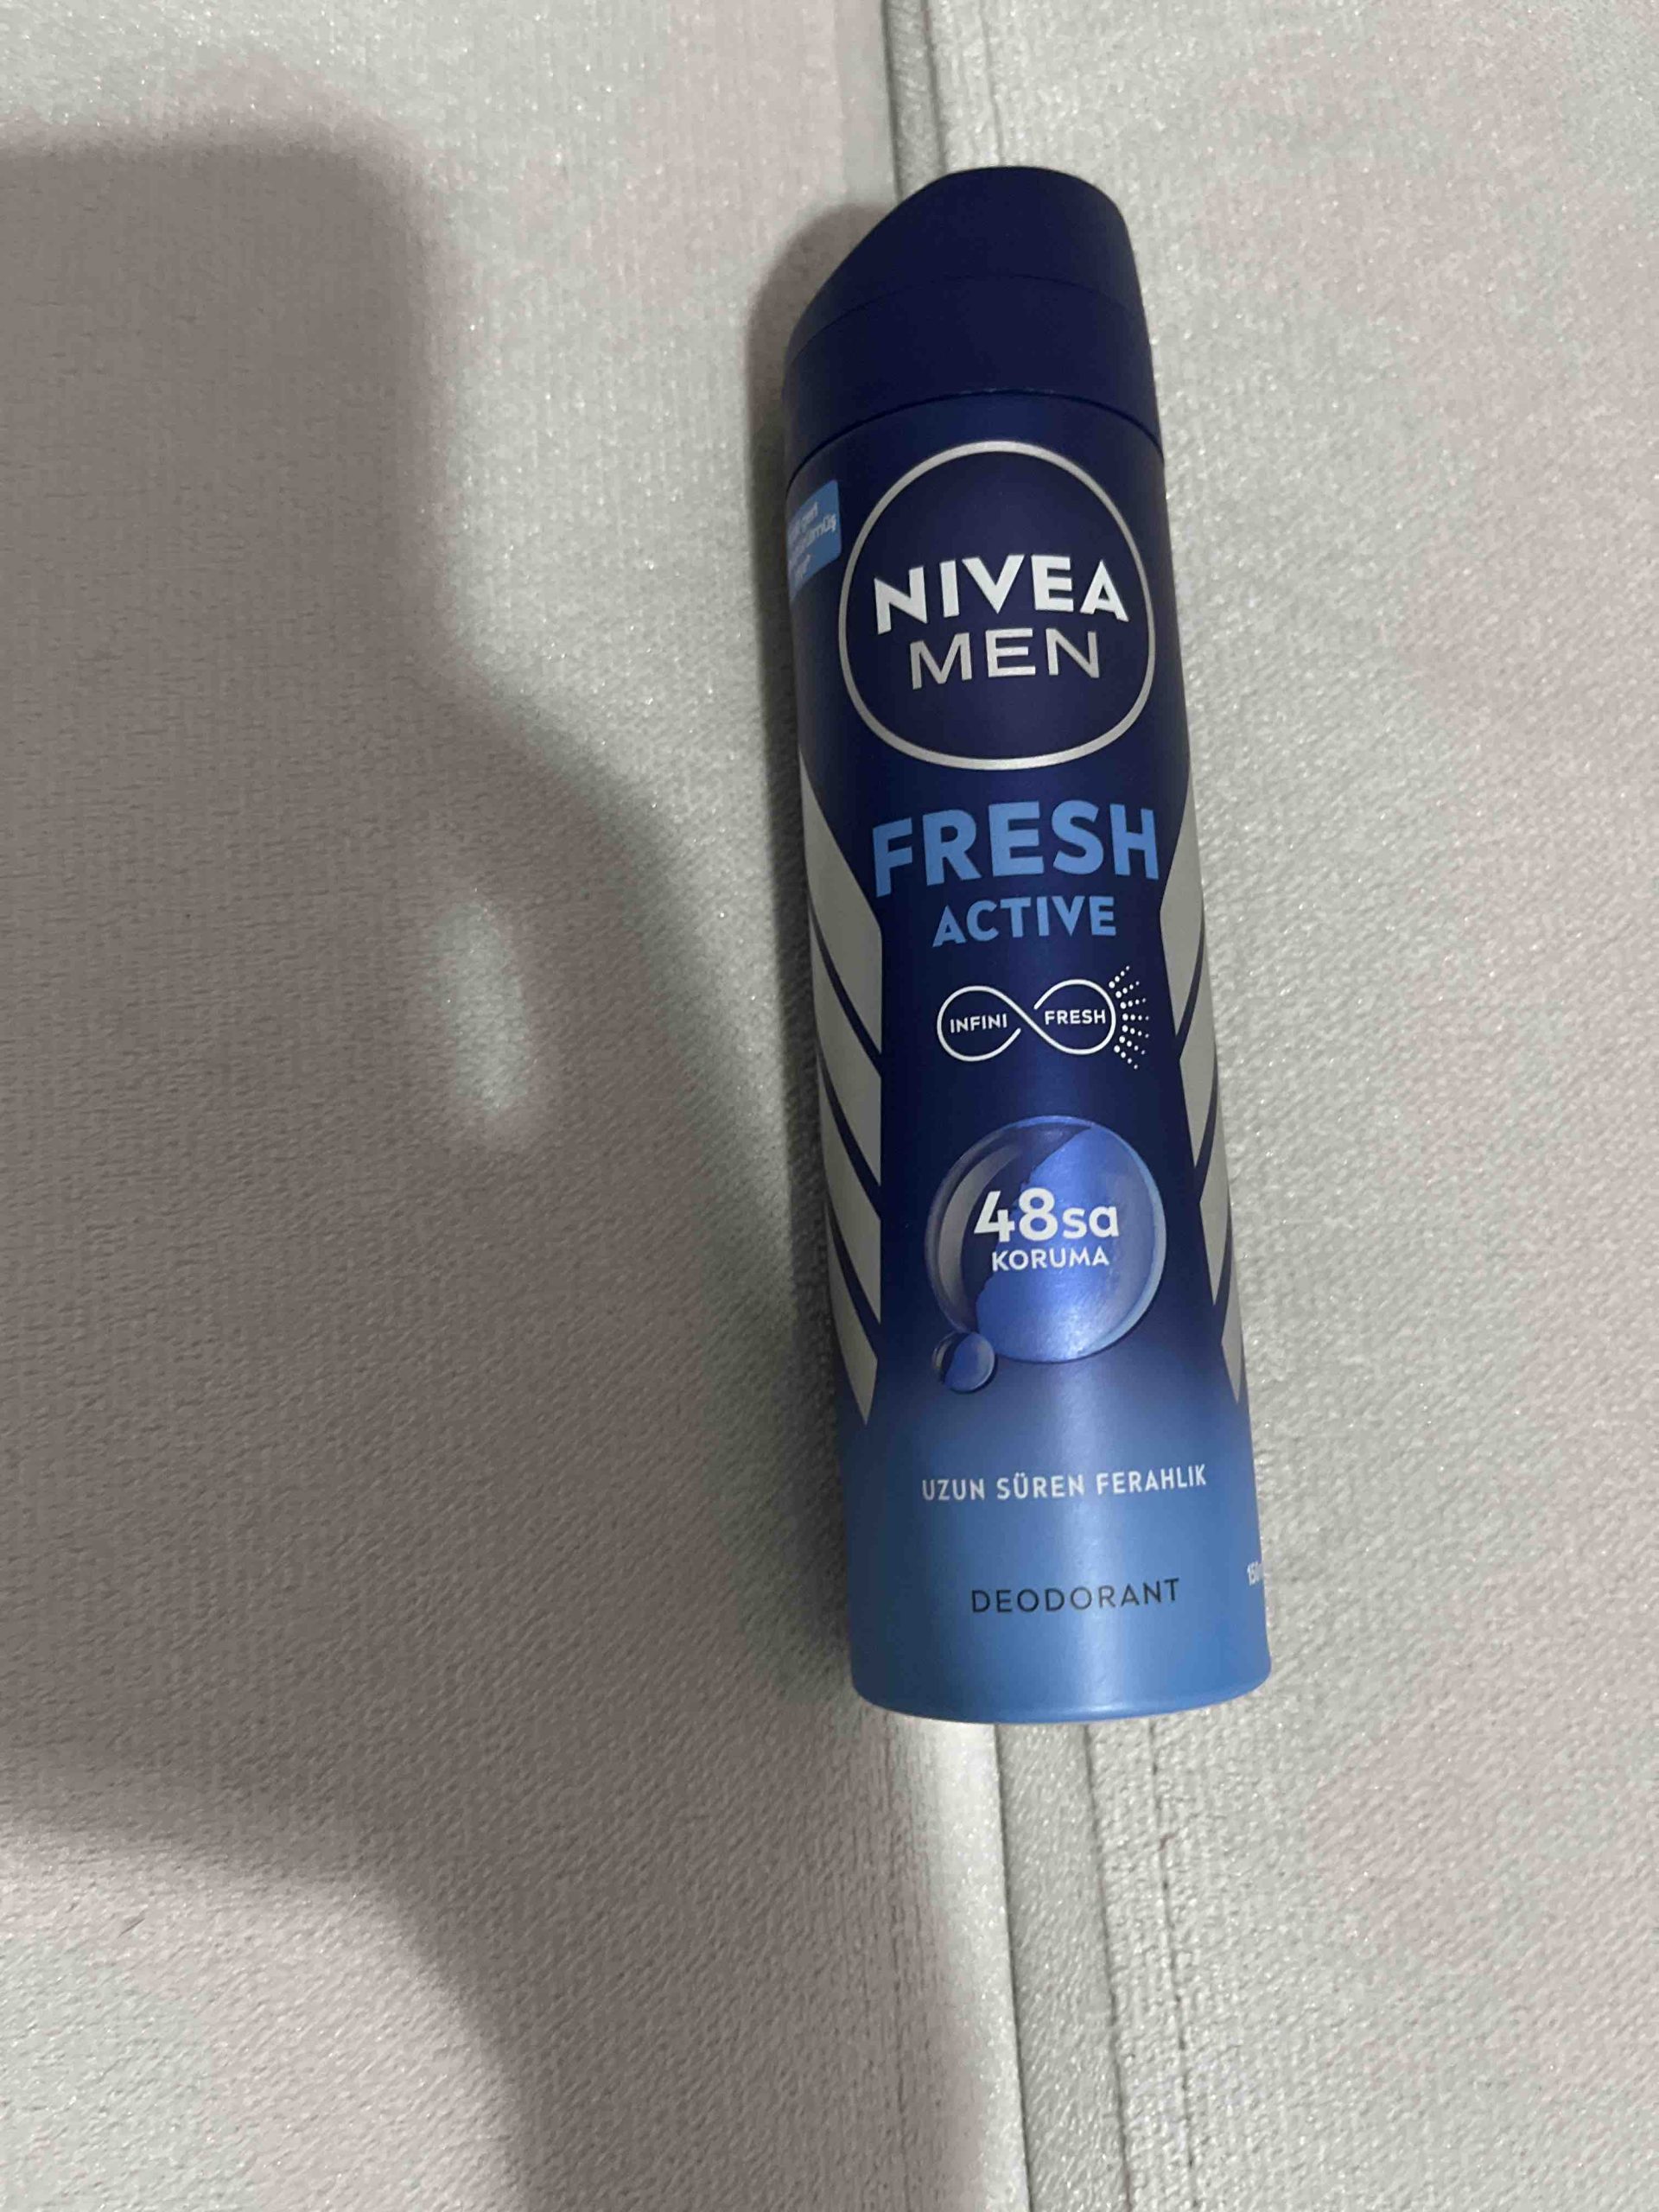 NIVEA
MEN
FRESH
ACTIVE
INFINI FRESH
48sa
KORUMA
UZUN SÜREN FERAHLIK
DEODORANT